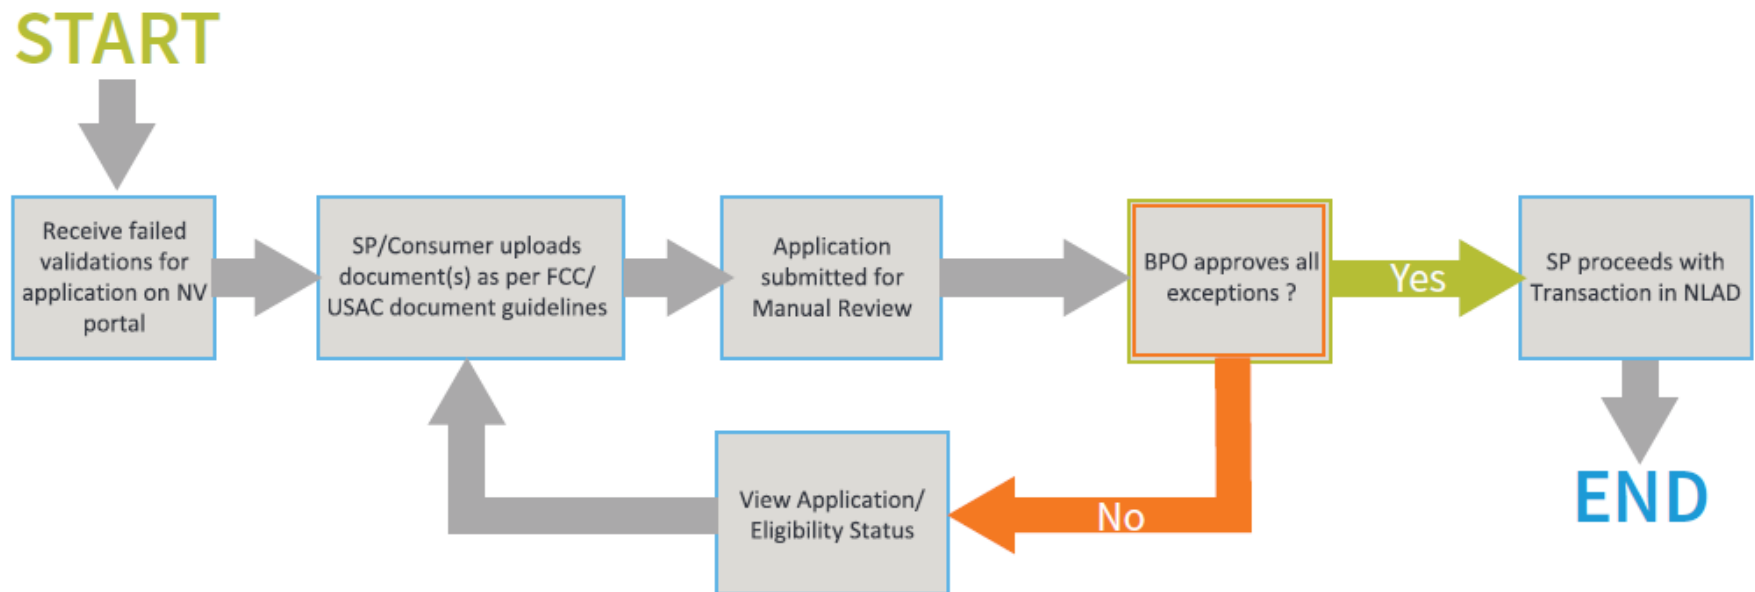 START
Receive failed
validations for
application on NV
portal
SP/Consumer uploads
document(s) as per FCC/
USAC document guidelines
Application
submitted for
Manual Review
BPO approves all
exceptions ?
Yes
SP proceeds with
Transaction in NLAD
No
View Application/
Eligibility Status
END